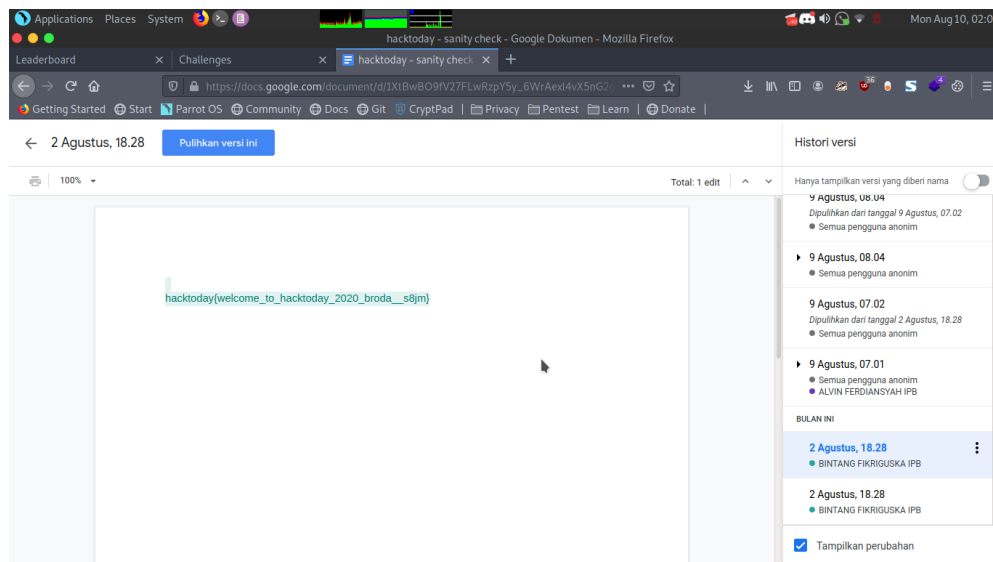 Applications Places System Mon Aug 10, 02:0
hacktoday - sanity check - Google Dokumen - Mozilla Firefox
Leaderboard × Challenges × hacktoday - sanity check × +
https://docs.google.com/document/d/1XtBwBO9fV27FLwRzpY5y_6WrAexI4vX5nG2
Getting Started Start Parrot OS Community Docs Git CryptPad Privacy Pentest Learn Donate
← 2 Agustus, 18.28 Pulihkan versi ini
100% Total: 1 edit
hacktoday{welcome_to_hacktoday_2020_broda__s8jm}
Histori versi
Hanya tampilkan versi yang diberi nama
9 Agustus, 08.04
Dipulihkan dari tanggal 9 Agustus, 07.02
Semua pengguna anonim
9 Agustus, 08.04
Semua pengguna anonim
9 Agustus, 07.02
Dipulihkan dari tanggal 2 Agustus, 18.28
Semua pengguna anonim
9 Agustus, 07.01
Semua pengguna anonim
ALVIN FERDIANSYAH IPB
BULAN INI
2 Agustus, 18.28
BINTANG FIKRIGUSKA IPB
2 Agustus, 18.28
BINTANG FIKRIGUSKA IPB
Tampilkan perubahan